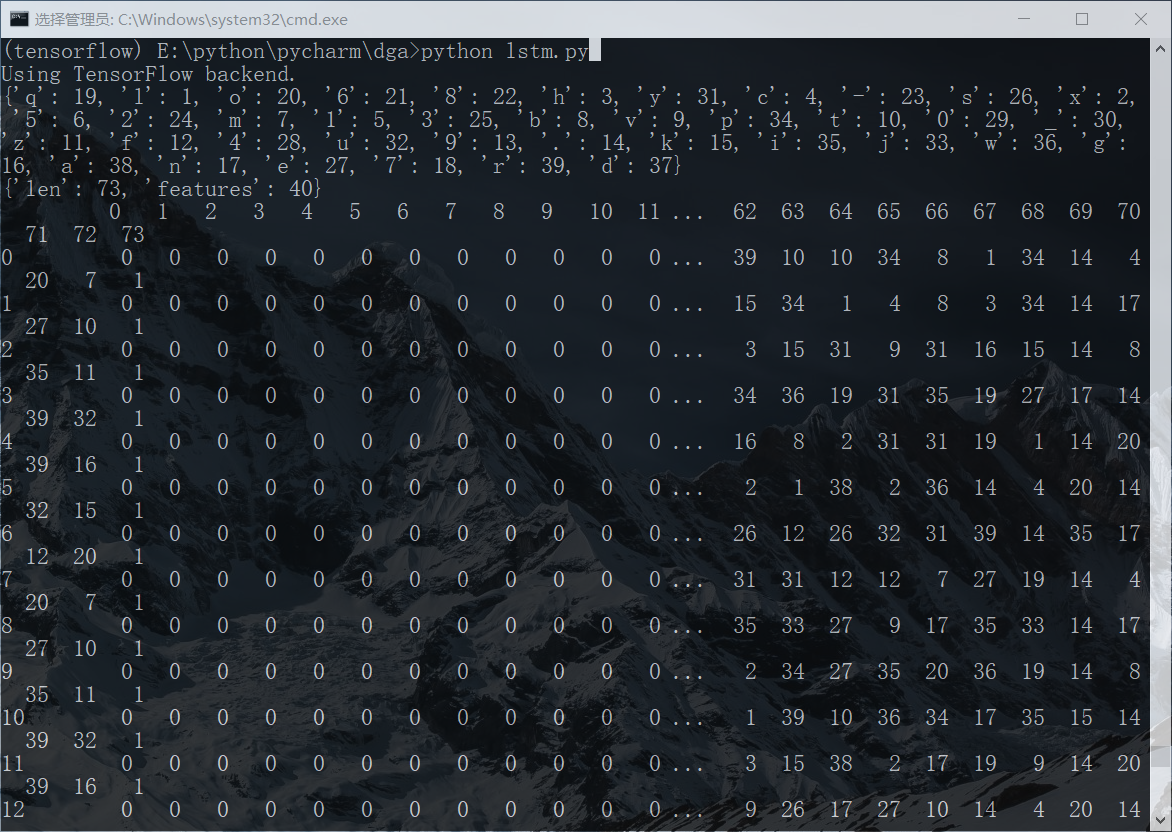 选择管理员: C:\Windows\system32\cmd.exe
(tensorflow) E:\python\pycharm\dga>python lstm.py
Using TensorFlow backend.
{'q': 19, 'l': 1, 'o': 20, '6': 21, '8': 22, 'h': 3, 'y': 31, 'c': 4, '-': 23, 's': 26, 'x': 2,
'5': 6, '2': 24, 'm': 7, '1': 5, '3': 25, 'b': 8, 'v': 9, 'p': 34, 't': 10, '0': 29, '_': 30,
'z': 11, 'f': 12, '4': 28, 'u': 32, '9': 13, '.': 14, 'k': 15, 'i': 35, 'j': 33, 'w': 36, 'g':
16, 'a': 38, 'n': 17, 'e': 27, '7': 18, 'r': 39, 'd': 37}
{'len': 73, 'features': 40}
0 1 2 3 4 5 6 7 8 9 10 11 ... 62 63 64 65 66 67 68 69 70
71 72 73
0 0 0 0 0 0 0 0 0 0 0 0 0 ... 39 10 10 34 8 1 34 14 4
20 7 1
1 0 0 0 0 0 0 0 0 0 0 0 0 ... 15 34 1 4 8 3 34 14 17
27 10 1
2 0 0 0 0 0 0 0 0 0 0 0 0 ... 3 15 31 9 31 16 15 14 8
35 11 1
3 0 0 0 0 0 0 0 0 0 0 0 0 ... 34 36 19 31 35 19 27 17 14
39 32 1
4 0 0 0 0 0 0 0 0 0 0 0 0 ... 16 8 2 31 31 19 1 14 20
39 16 1
5 0 0 0 0 0 0 0 0 0 0 0 0 ... 2 1 38 2 36 14 4 20 14
32 15 1
6 0 0 0 0 0 0 0 0 0 0 0 0 ... 26 12 26 32 31 39 14 35 17
12 20 1
7 0 0 0 0 0 0 0 0 0 0 0 0 ... 31 31 12 12 7 27 19 14 4
20 7 1
8 0 0 0 0 0 0 0 0 0 0 0 0 ... 35 33 27 9 17 35 33 14 17
27 10 1
9 0 0 0 0 0 0 0 0 0 0 0 0 ... 2 34 27 35 20 36 19 14 8
35 11 1
10 0 0 0 0 0 0 0 0 0 0 0 0 ... 1 39 10 36 34 17 35 15 14
39 32 1
11 0 0 0 0 0 0 0 0 0 0 0 0 ... 3 15 38 2 17 19 9 14 20
39 16 1
12 0 0 0 0 0 0 0 0 0 0 0 0 ... 9 26 17 27 10 14 4 20 14